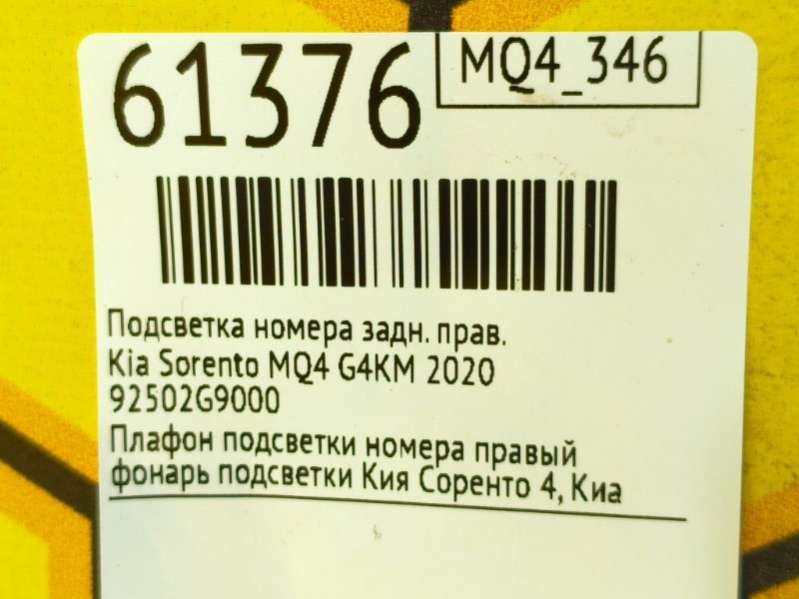 61376
MQ4_346
Подсветка номера задн. прав.
Kia Sorento MQ4 G4KM 2020
92502G9000
Плафон подсветки номера правый
фонарь подсветки Кия Соренто 4, Киа